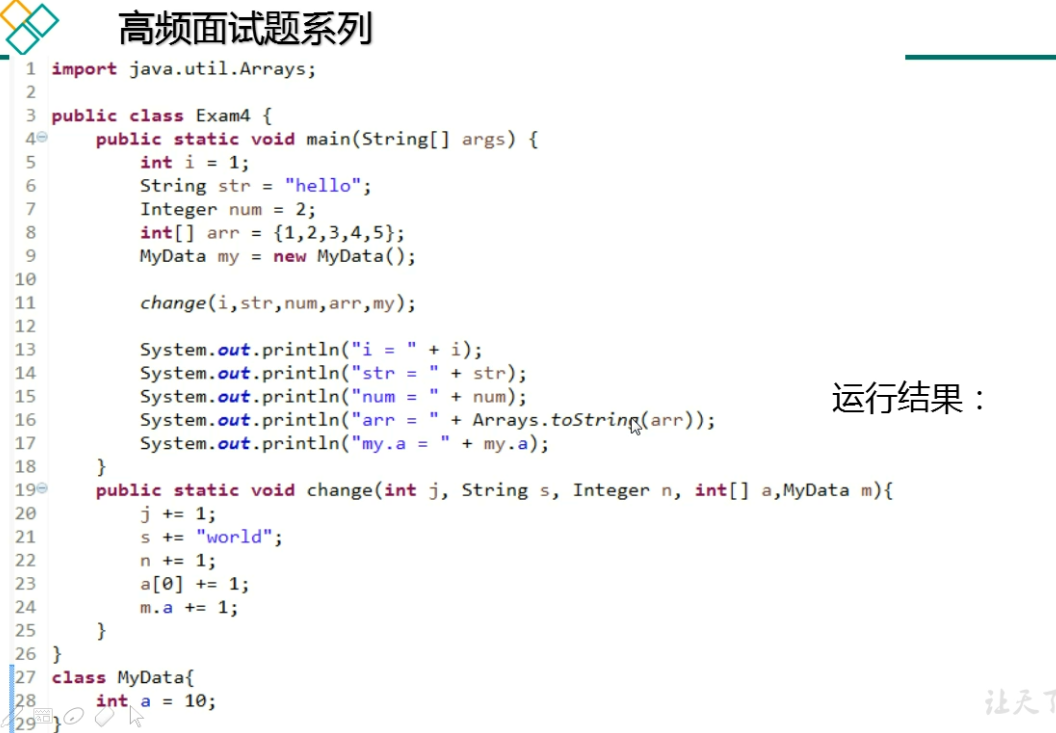 高频面试题系列
1 import java.util.Arrays;
2
3 public class Exam4 {
4 public static void main(String[] args) {
5 int i = 1;
6 String str = "hello";
7 Integer num = 2;
8 int[] arr = {1,2,3,4,5};
9 MyData my = new MyData();
10
11 change(i,str,num,arr,my);
12
13 System.out.println("i = " + i);
14 System.out.println("str = " + str);
15 System.out.println("num = " + num);
16 System.out.println("arr = " + Arrays.toString(arr));
17 System.out.println("my.a = " + my.a);
18 }
19 public static void change(int j, String s, Integer n, int[] a,MyData m){
20 j += 1;
21 s += "world";
22 n += 1;
23 a[0] += 1;
24 m.a += 1;
25 }
26 }
27 class MyData{
28 int a = 10;
29 }
运行结果：
让天下